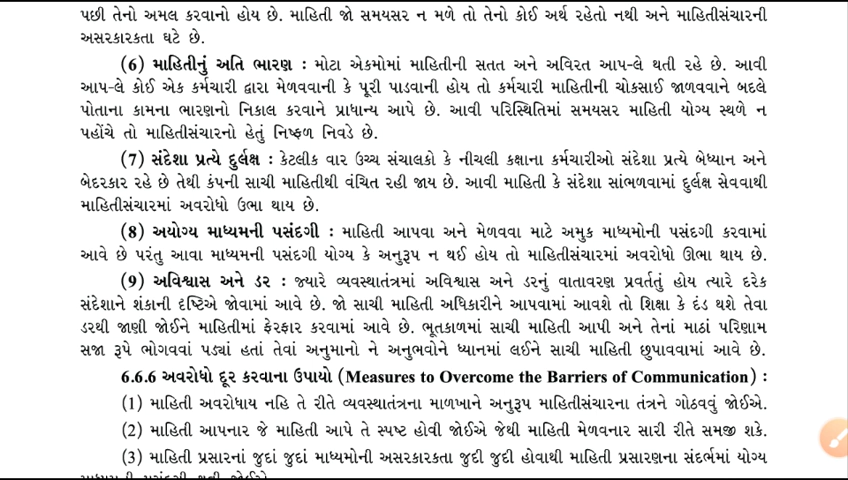 પછી તેનો અમલ કરવાનો હોય છે. માહિતી જો સમયસર ન મળે તો તેનો કોઈ અર્થ રહેતો નથી અને માહિતીસંચારની
અસરકારકતા ઘટે છે.
(6) માહિતીનું અતિ ભારણ : મોટા એકમોમાં માહિતીની સતત અને અવિરત આપ-લે થતી રહે છે. આવી
આપ-લે કોઈ એક કર્મચારી દ્વારા મેળવવાની કે પૂરી પાડવાની હોય તો કર્મચારી માહિતીની ચોકસાઈ જાળવવાને બદલે
પોતાના કામના ભારણનો નિકાલ કરવાને પ્રાધાન્ય આપે છે. આવી પરિસ્થિતિમાં સમયસર માહિતી યોગ્ય સ્થળે ન
પહોંચે તો માહિતીસંચારનો હેતું નિષ્ફળ નિવડે છે.
(7) સંદેશા પ્રત્યે દુર્લક્ષ : કેટલીક વાર ઉચ્ચ સંચાલકો કે નીચલી કક્ષાના કર્મચારીઓ સંદેશા પ્રત્યે બેધ્યાન અને
બેદરકાર રહે છે તેથી કંપની સાચી માહિતીથી વંચિત રહી જાય છે. આવી માહિતી કે સંદેશા સાંભળવામાં દુર્લક્ષ સેવવાથી
માહિતીસંચારમાં અવરોધો ઉભા થાય છે.
(8) અયોગ્ય માધ્યમની પસંદગી : માહિતી આપવા અને મેળવવા માટે અમુક માધ્યમોની પસંદગી કરવામાં
આવે છે પરંતુ આવા માધ્યમની પસંદગી યોગ્ય કે અનુરૂપ ન થઈ હોય તો માહિતીસંચારમાં અવરોધો ઊભા થાય છે.
(9) અવિશ્વાસ અને ડર : જ્યારે વ્યવસ્થાતંત્રમાં અવિશ્વાસ અને ડરનું વાતાવરણ પ્રવર્તતું હોય ત્યારે દરેક
સંદેશાને શંકાની દૃષ્ટિએ જોવામાં આવે છે. જો સાચી માહિતી અધિકારીને આપવામાં આવશે તો શિક્ષા કે દંડ થશે તેવા
ડરથી જાણી જોઈને માહિતીમાં ફેરફાર કરવામાં આવે છે. ભૂતકાળમાં સાચી માહિતી આપી અને તેનાં માઠાં પરિણામ
સજા રૂપે ભોગવવાં પડ્યાં હતાં તેવાં અનુમાનો ને અનુભવોને ધ્યાનમાં લઈને સાચી માહિતી છુપાવવામાં આવે છે.
6.6.6 અવરોધો દૂર કરવાના ઉપાયો (Measures to Overcome the Barriers of Communication) :
(1) માહિતી અવરોધાય નહિ તે રીતે વ્યવસ્થાતંત્રના માળખાને અનુરૂપ માહિતીસંચારના તંત્રને ગોઠવવું જોઈએ.
(2) માહિતી આપનાર જે માહિતી આપે તે સ્પષ્ટ હોવી જોઈએ જેથી માહિતી મેળવનાર સારી રીતે સમજી શકે.
(3) માહિતી પ્રસારનાં જુદાં જુદાં માધ્યમોની અસરકારકતા જુદી જુદી હોવાથી માહિતી પ્રસારણના સંદર્ભમાં યોગ્ય